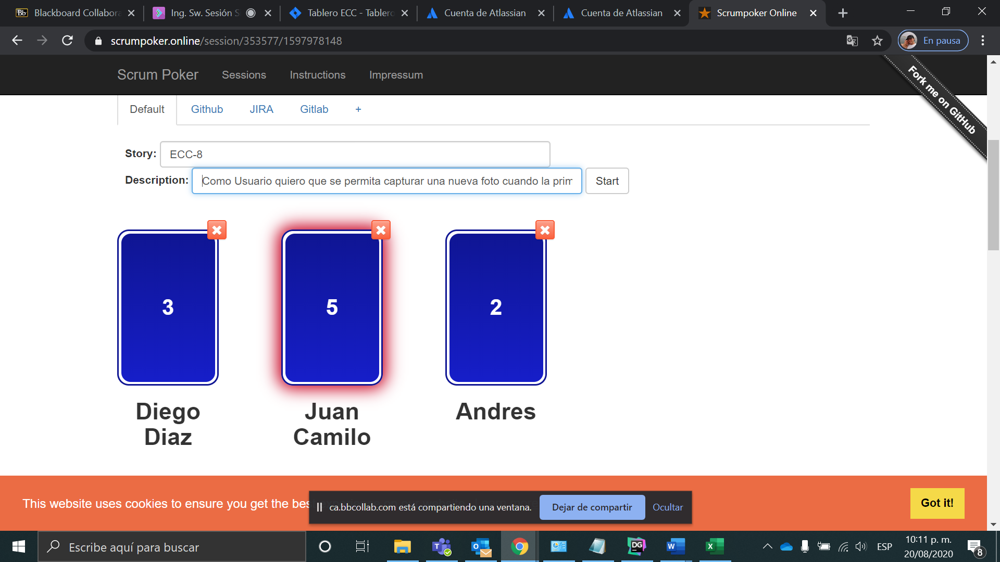 Blackboard Collabora
Ing. Sw. Sesión S
Tablero ECC - Tablero
Cuenta de Atlassian
Cuenta de Atlassian
Scrumpoker Online
scrumpoker.online/session/353577/1597978148
En pausa
Scrum Poker
Sessions
Instructions
Impressum
Fork me on GitHub
Default
Github
JIRA
Gitlab
+
Story:
ECC-8
Description:
Como Usuario quiero que se permita capturar una nueva foto cuando la prim
Start
3
5
2
Diego
Diaz
Juan
Camilo
Andres
This website uses cookies to ensure you get the bes
ca.bbcollab.com está compartiendo una ventana.
Dejar de compartir
Ocultar
Got it!
Escribe aquí para buscar
ESP
10:11 p. m.
20/08/2020
8